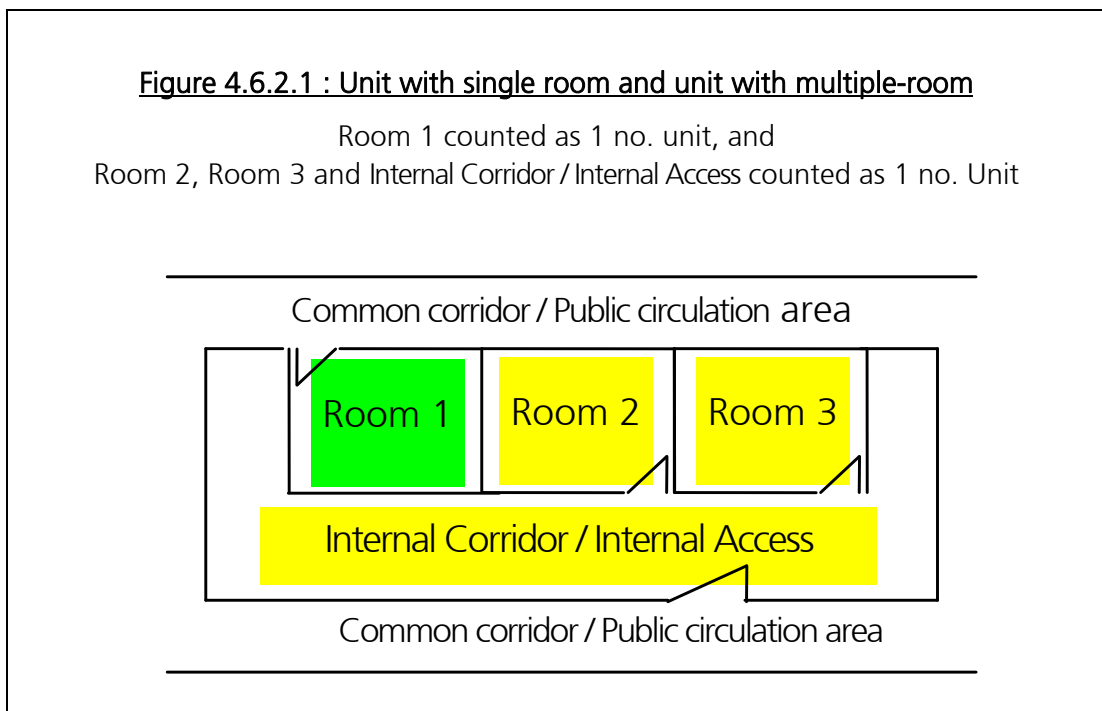 Figure 4.6.2.1 : Unit with single room and unit with multiple-room
Room 1 counted as 1 no. unit, and
Room 2, Room 3 and Internal Corridor / Internal Access counted as 1 no. Unit
Common corridor / Public circulation area
Room 1
Room 2
Room 3
Internal Corridor / Internal Access
Common corridor / Public circulation area